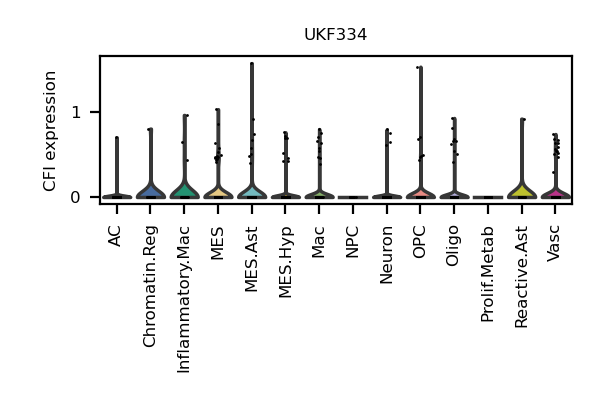 UKF334
CFI expression
1
0
AC
Chromatin.Reg
Inflammatory.Mac
MES
MES.Ast
MES.Hyp
Mac
NPC
Neuron
OPC
Oligo
Prolif.Metab
Reactive.Ast
Vasc